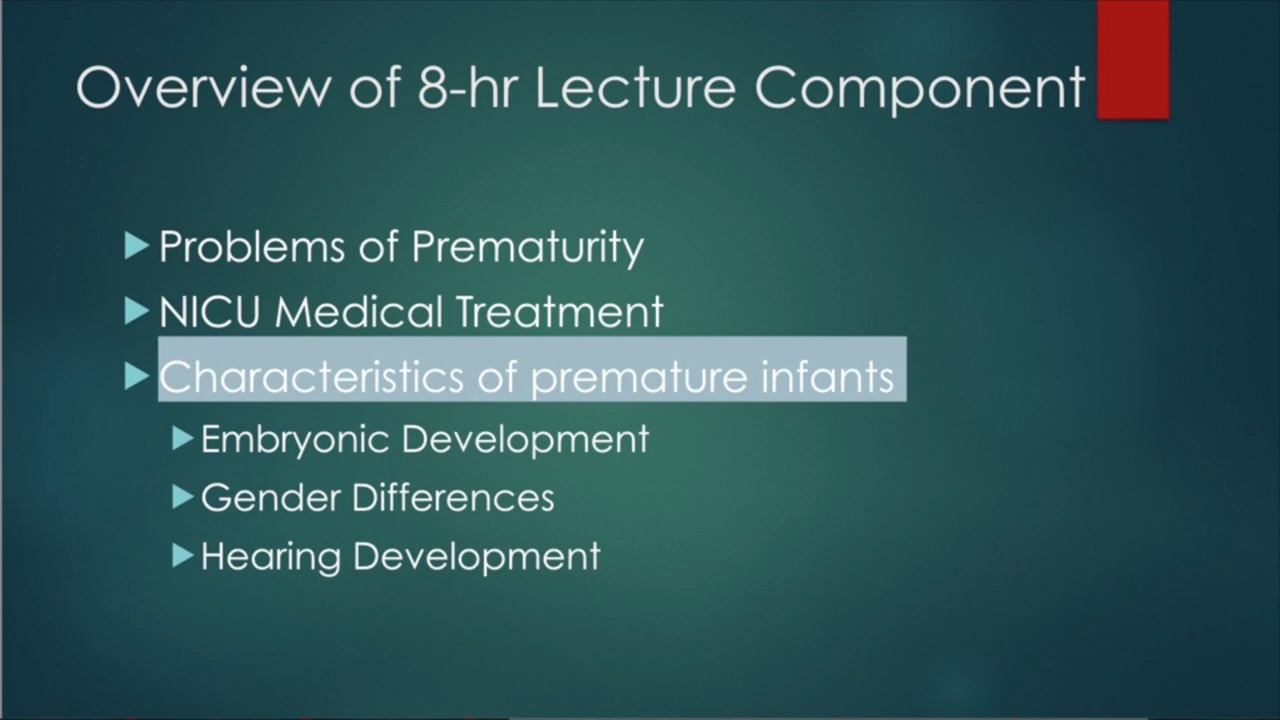 Overview of 8-hr Lecture Component
Problems of Prematurity
NICU Medical Treatment
Characteristics of premature infants
Embryonic Development
Gender Differences
Hearing Development